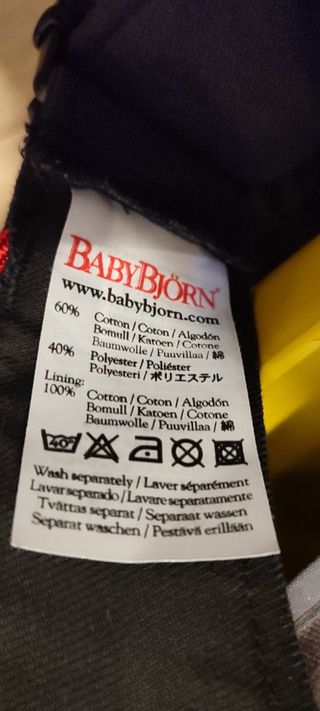 BABYBJÖRN®
www.babybjorn.com
60% Cotton / Coton / Algodón
Bomull / Katoen / Cotone
Baumwolle / Puuvillaa / 綿
40% Polyester / Poliéster
Polyesteri / ポリエステル
Lining:
100% Cotton / Coton / Algodón
Bomull / Katoen / Cotone
Baumwolle / Puuvillaa / 綿
40°
Wash separately / Laver séparément
Lavar separado / Lavare separatamente
Tvättas separat / Separaat wassen
Separat waschen / Pestävä erillään